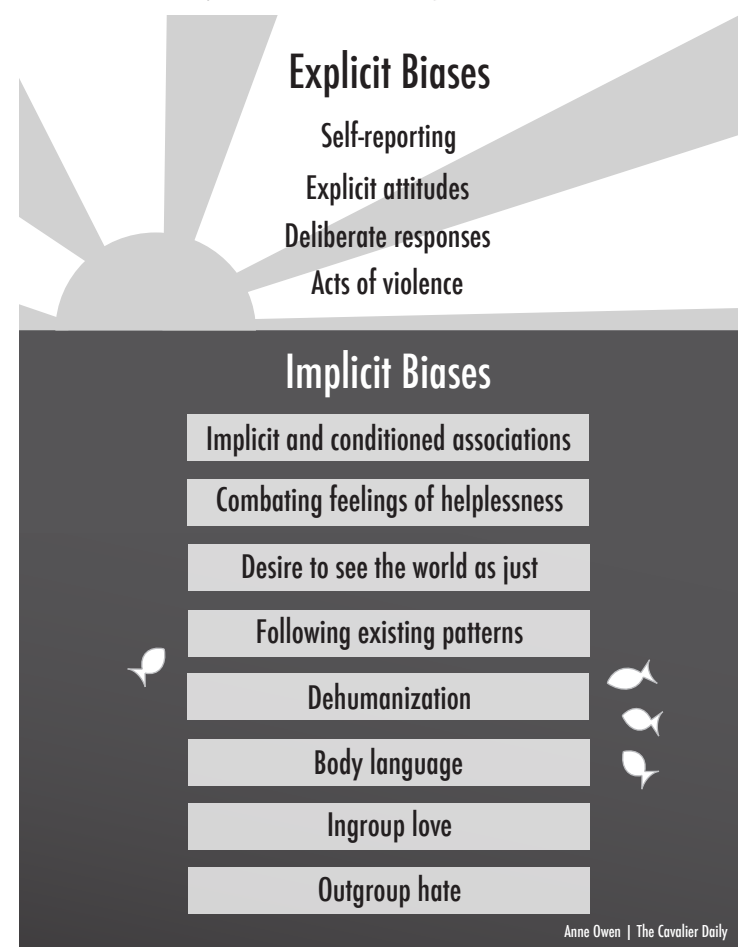 Explicit Biases
Self-reporting
Explicit attitudes
Deliberate responses
Acts of violence
Implicit Biases
Implicit and conditioned associations
Combating feelings of helplessness
Desire to see the world as just
Following existing patterns
Dehumanization
Body language
Ingroup love
Outgroup hate
Anne Owen | The Cavalier Daily